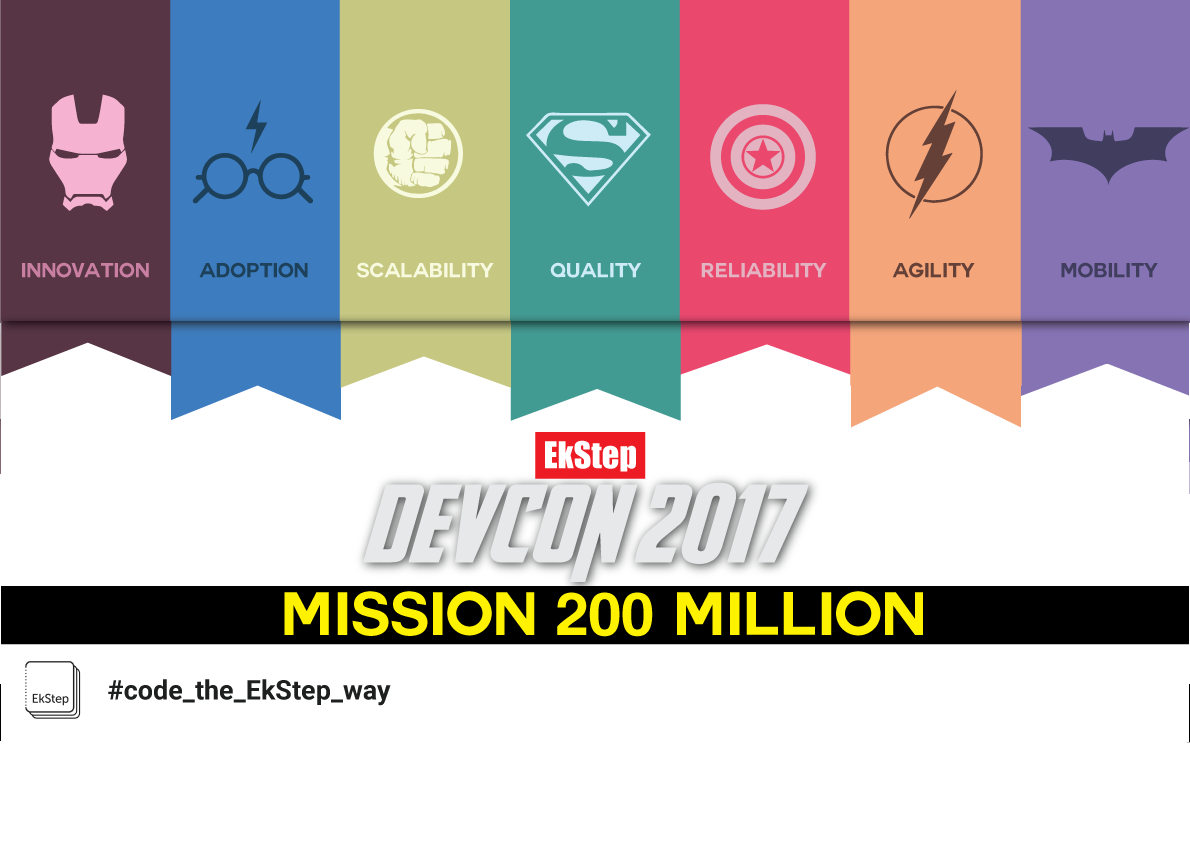 INNOVATION
ADOPTION
SCALABILITY
QUALITY
RELIABILITY
AGILITY
MOBILITY
EkStep
DEVCON 2017
MISSION 200 MILLION
EkStep
#code_the_EkStep_way